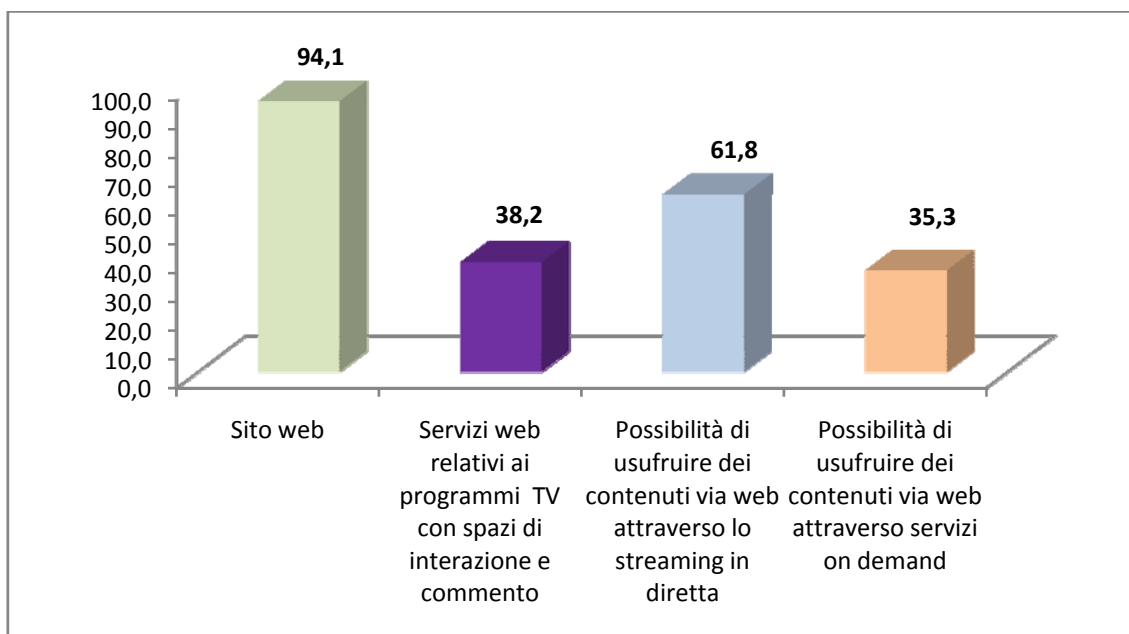 94,1
61,8
38,2
35,3
100,0
90,0
80,0
70,0
60,0
50,0
40,0
30,0
20,0
10,0
0,0
Sito web
Servizi web
relativi ai
programmi TV
con spazi di
interazione e
commento
Possibilità di
usufruire dei
contenuti via web
attraverso lo
streaming in
diretta
Possibilità di
usufruire dei
contenuti via web
attraverso servizi
on demand